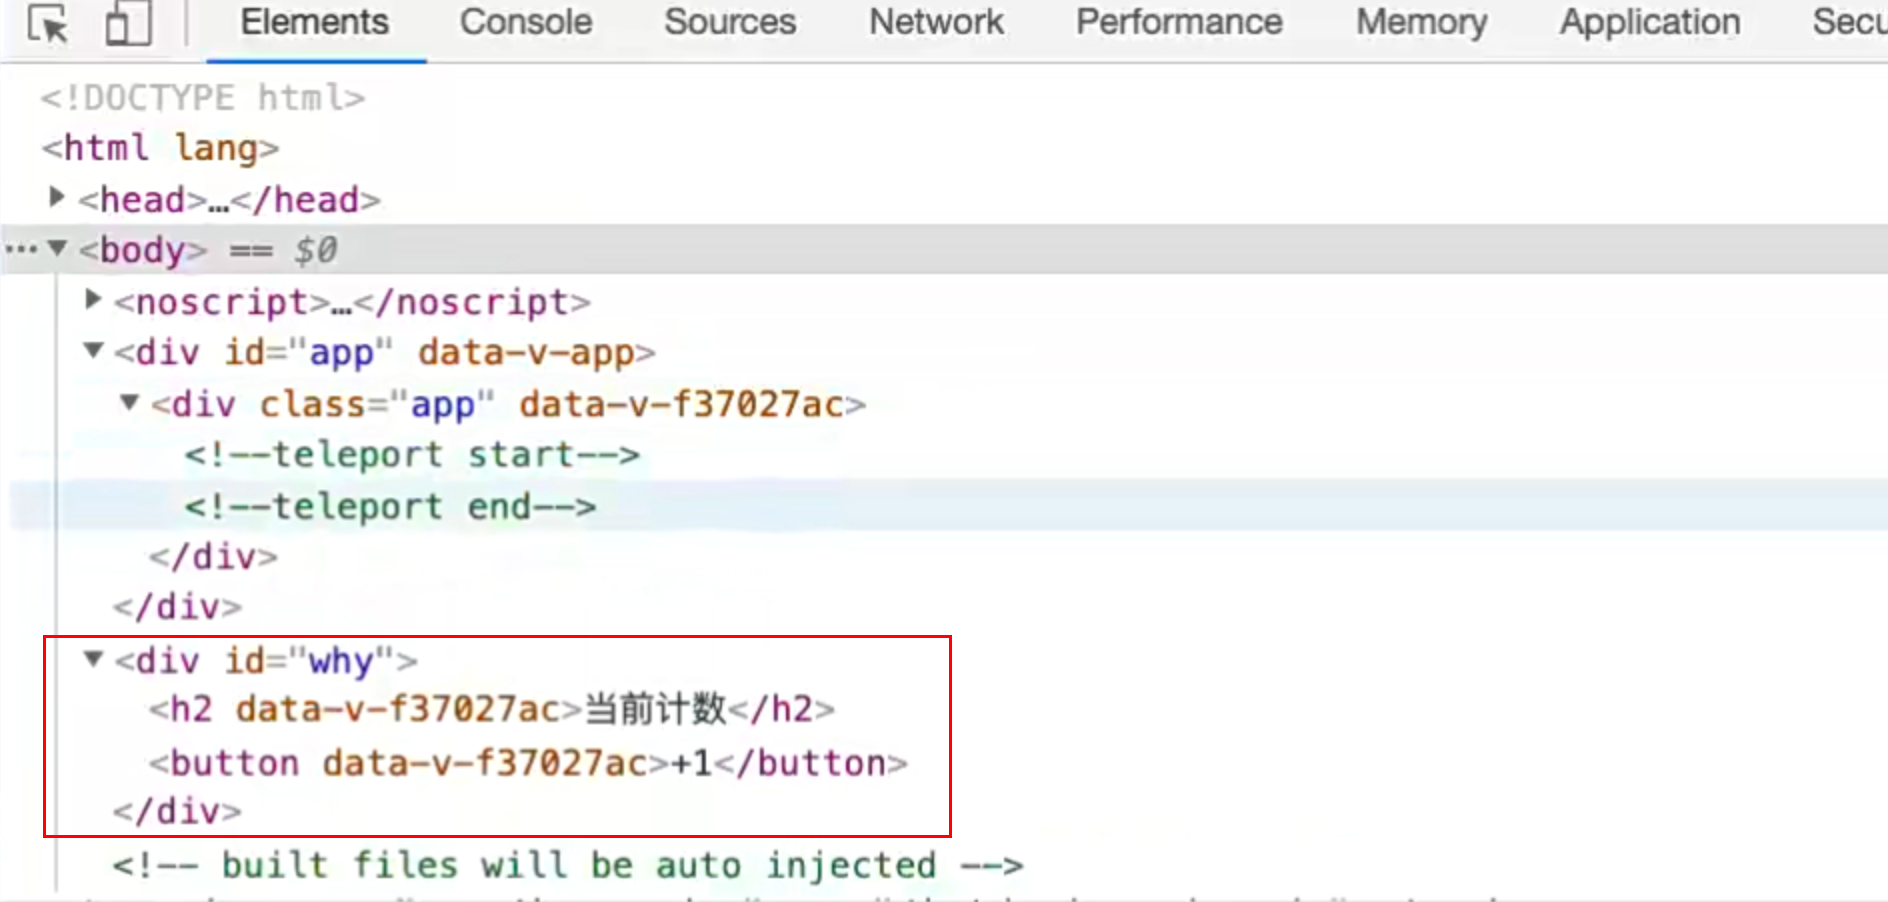 Elements Console Sources Network Performance Memory Application Secu
<!DOCTYPE html>
<html lang>
<head>…</head>
<body> == $0
<noscript>…</noscript>
<div id="app" data-v-app>
<div class="app" data-v-f37027ac>
<!--teleport start-->
<!--teleport end-->
</div>
</div>
<div id="why">
<h2 data-v-f37027ac>当前计数</h2>
<button data-v-f37027ac>+1</button>
</div>
<!-- built files will be auto injected -->